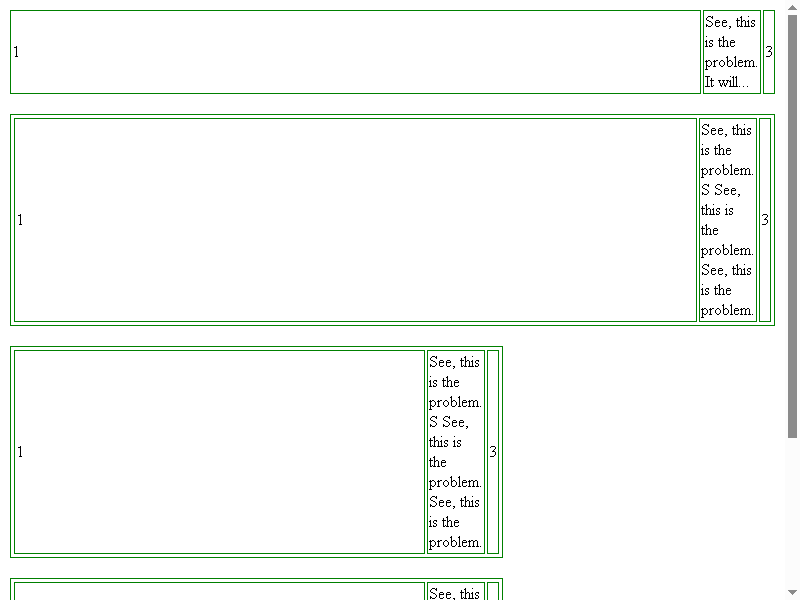 1
See, this
is the
problem.
It will...
3
1
See, this
is the
problem.
S See,
this is
the
problem.
See, this
is the
problem.
3
1
See, this
is the
problem.
S See,
this is
the
problem.
See, this
is the
problem.
3
See, this